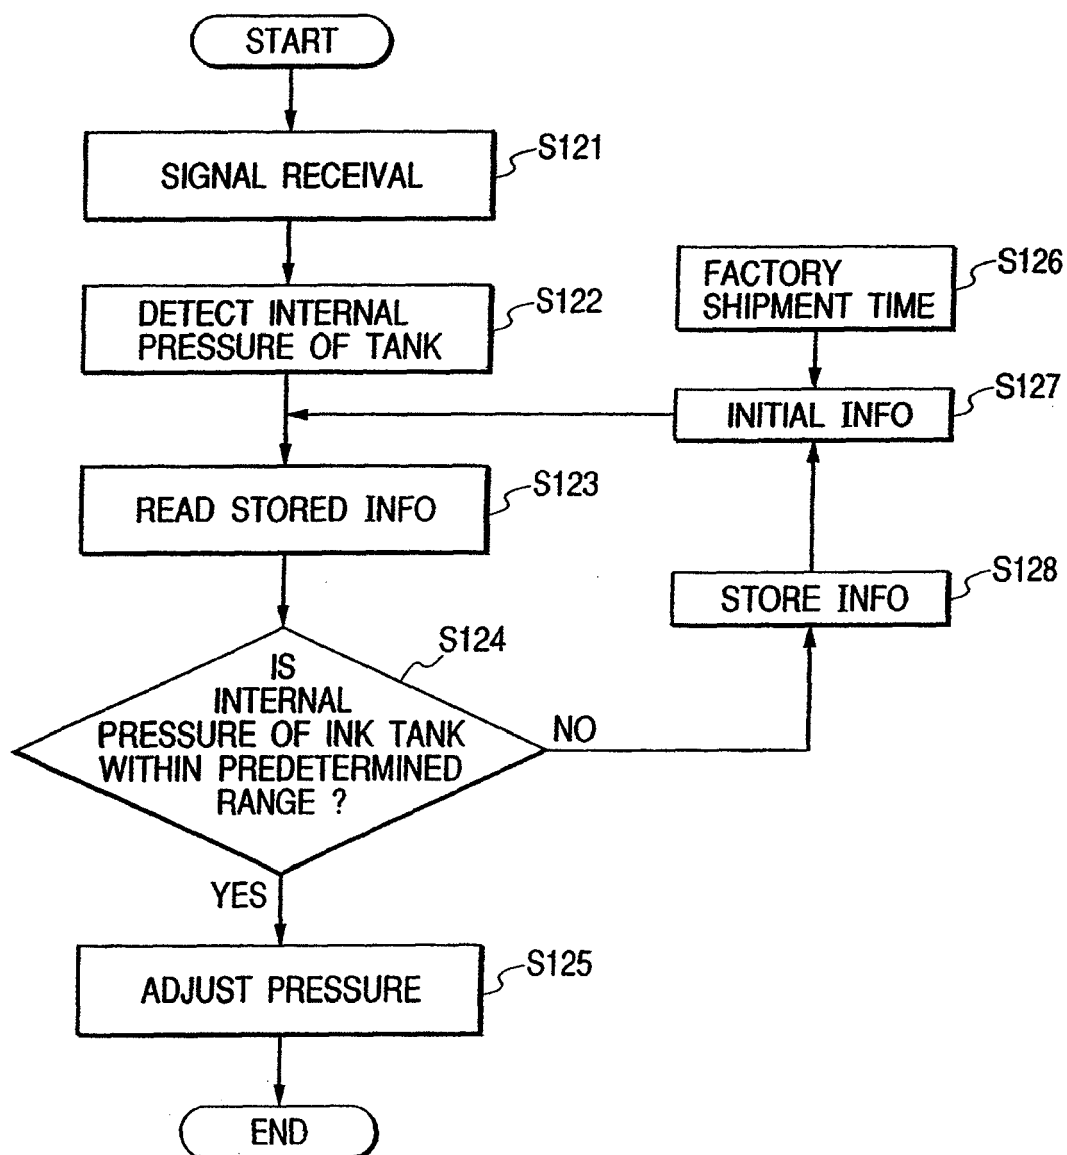 START
SIGNAL RECEIVAL
S121
DETECT INTERNAL
PRESSURE OF TANK
S122
FACTORY
SHIPMENT TIME
S126
INITIAL INFO
S127
READ STORED INFO
S123
STORE INFO
S128
S124
IS
INTERNAL
PRESSURE OF INK TANK
WITHIN PREDETERMINED
RANGE ?
NO
YES
ADJUST PRESSURE
S125
END